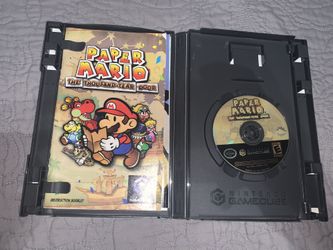 PAPER
MARIO
THE THOUSAND-YEAR DOOR
INSTRUCTION BOOKLET
PAPER
MARIO
THE THOUSAND-YEAR DOOR
NINTENDO
GAMECUBE